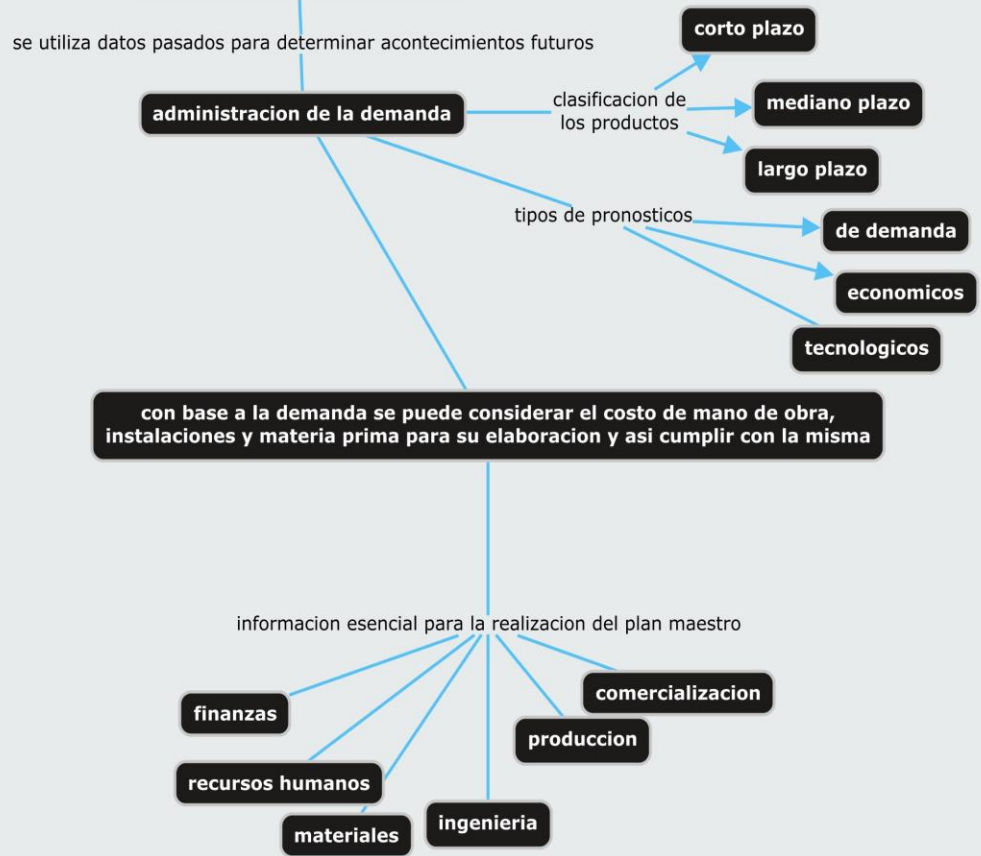 se utiliza datos pasados para determinar acontecimientos futuros
corto plazo
administracion de la demanda
clasificacion de
los productos
mediano plazo
largo plazo
tipos de pronosticos
de demanda
economicos
tecnologicos
con base a la demanda se puede considerar el costo de mano de obra,
instalaciones y materia prima para su elaboracion y asi cumplir con la misma
informacion esencial para la realizacion del plan maestro
finanzas
recursos humanos
materiales
ingenieria
produccion
comercializacion